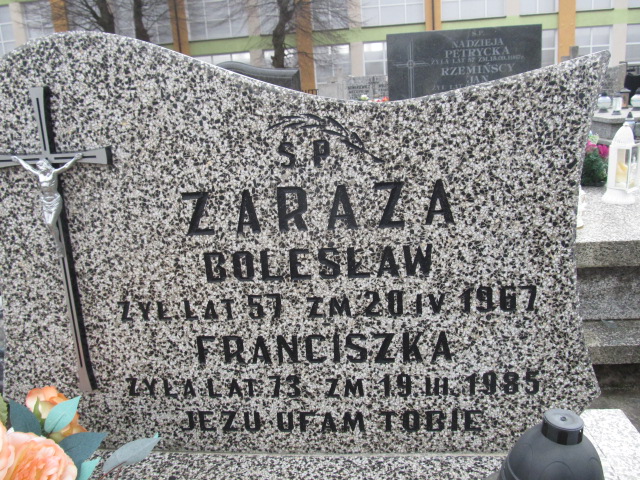 Ś.P.
ZARAZA
BOLESŁAW
ŻYŁ LAT 57 ZM 20 IV 1967
FRANCISZKA
ŻYŁA LAT 73 ZM. 19.III.1985
JEZU UFAM TOBIE
Ś.P.
NADZIEJA
PETRYCKA
RZEMIŃSCY
JAN